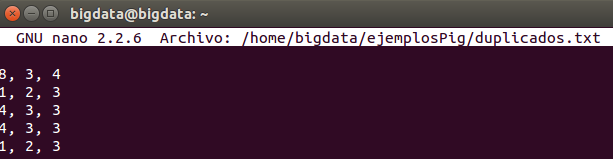 bigdata@bigdata: ~
GNU nano 2.2.6 Archivo: /home/bigdata/ejemplosPig/duplicados.txt
8, 3, 4
1, 2, 3
4, 3, 3
4, 3, 3
1, 2, 3